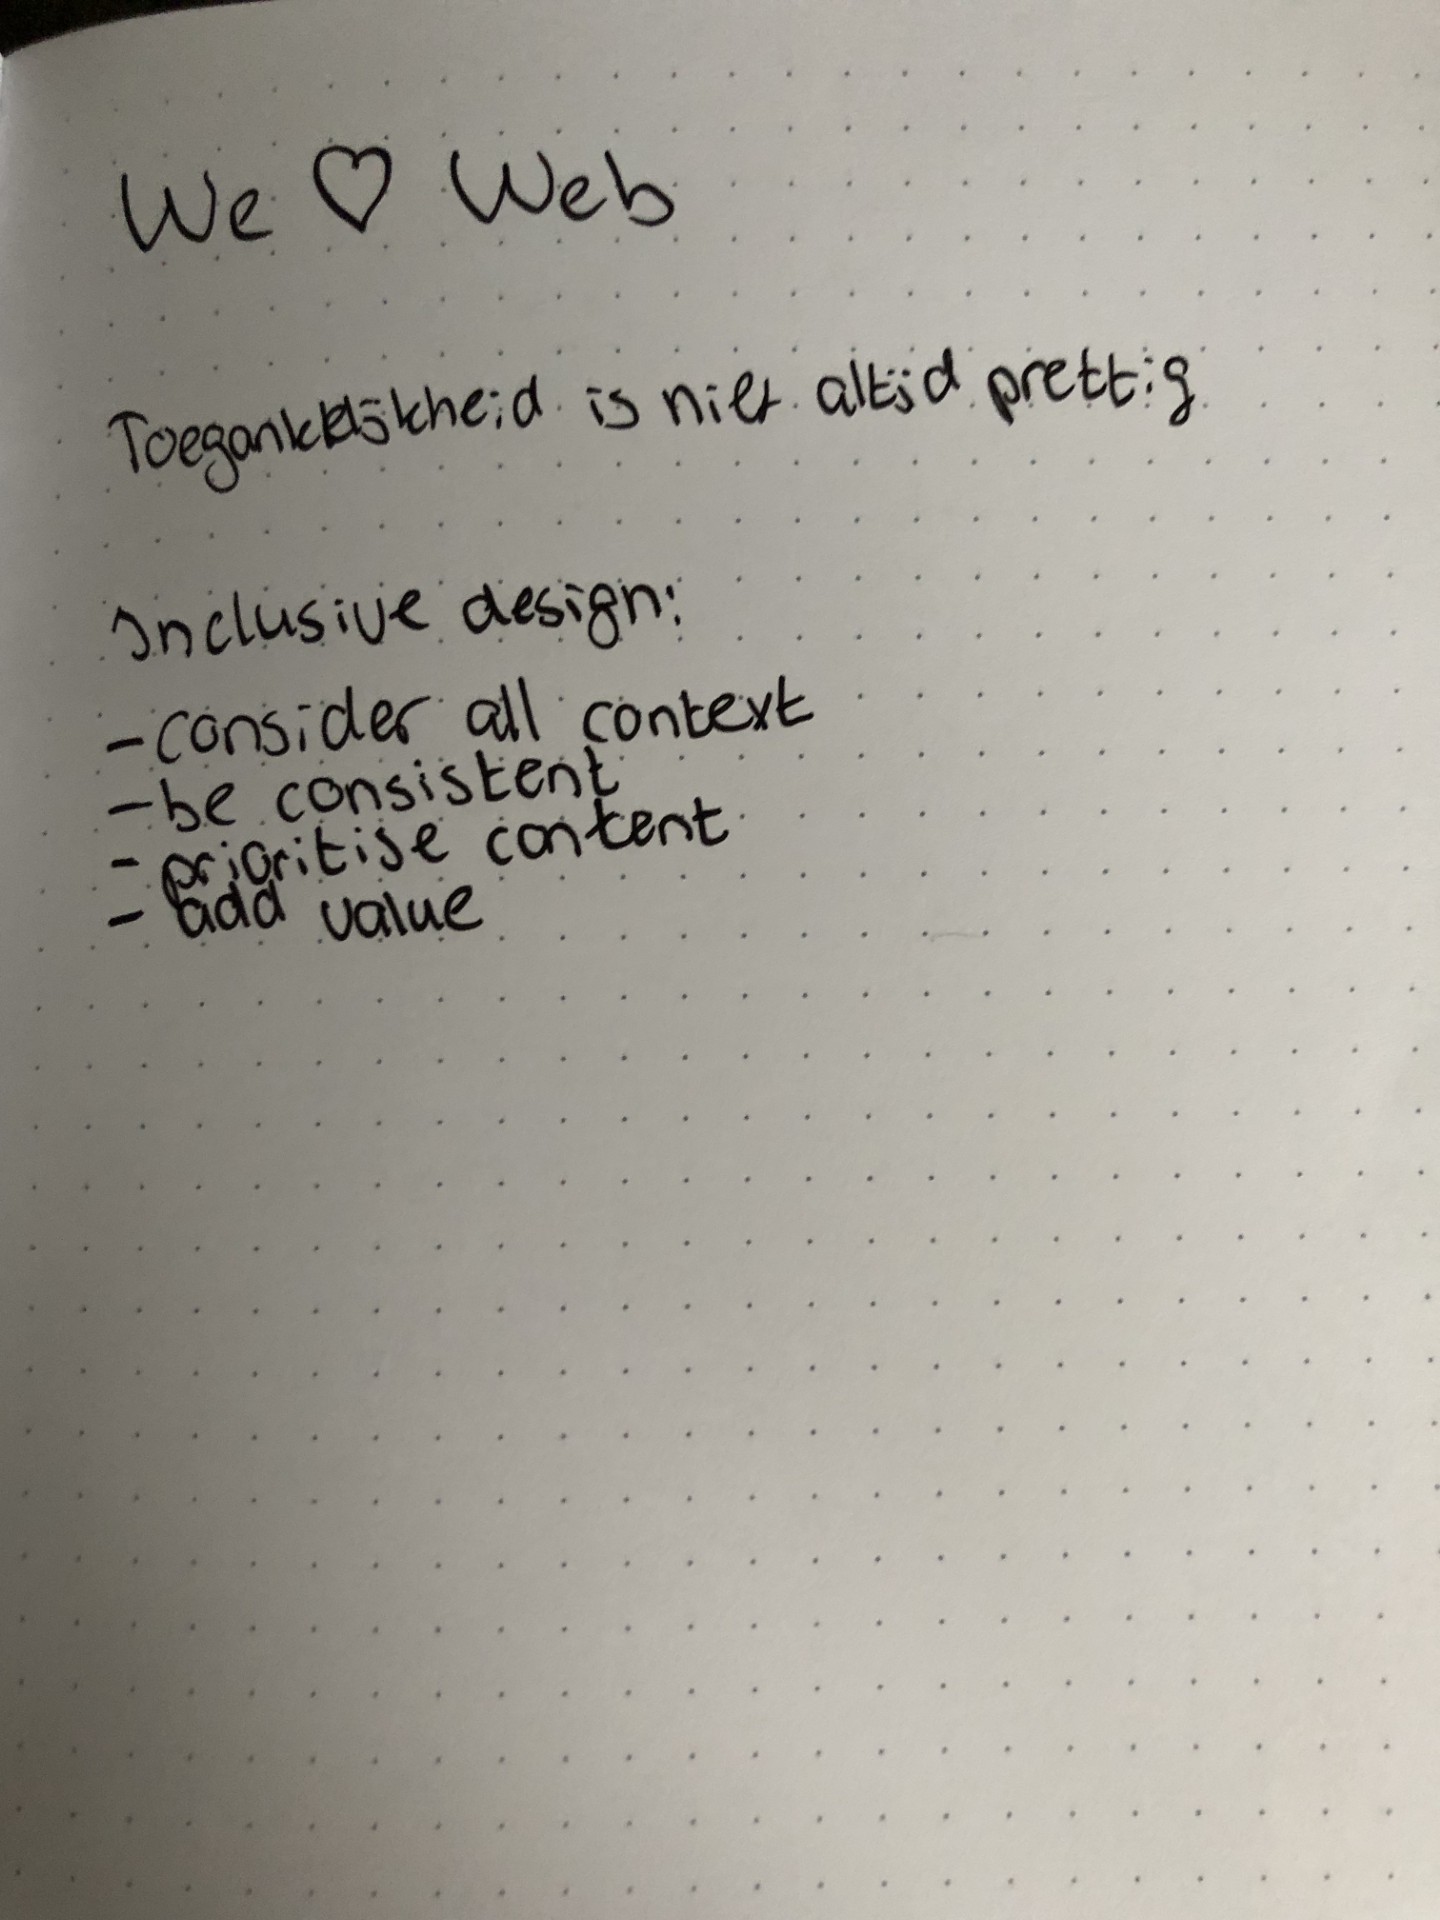 We ♡ Web
Toegankelijkheid is niet altijd prettig
Inclusive design:
- consider all context
- be consistent
- prioritise content
- add value